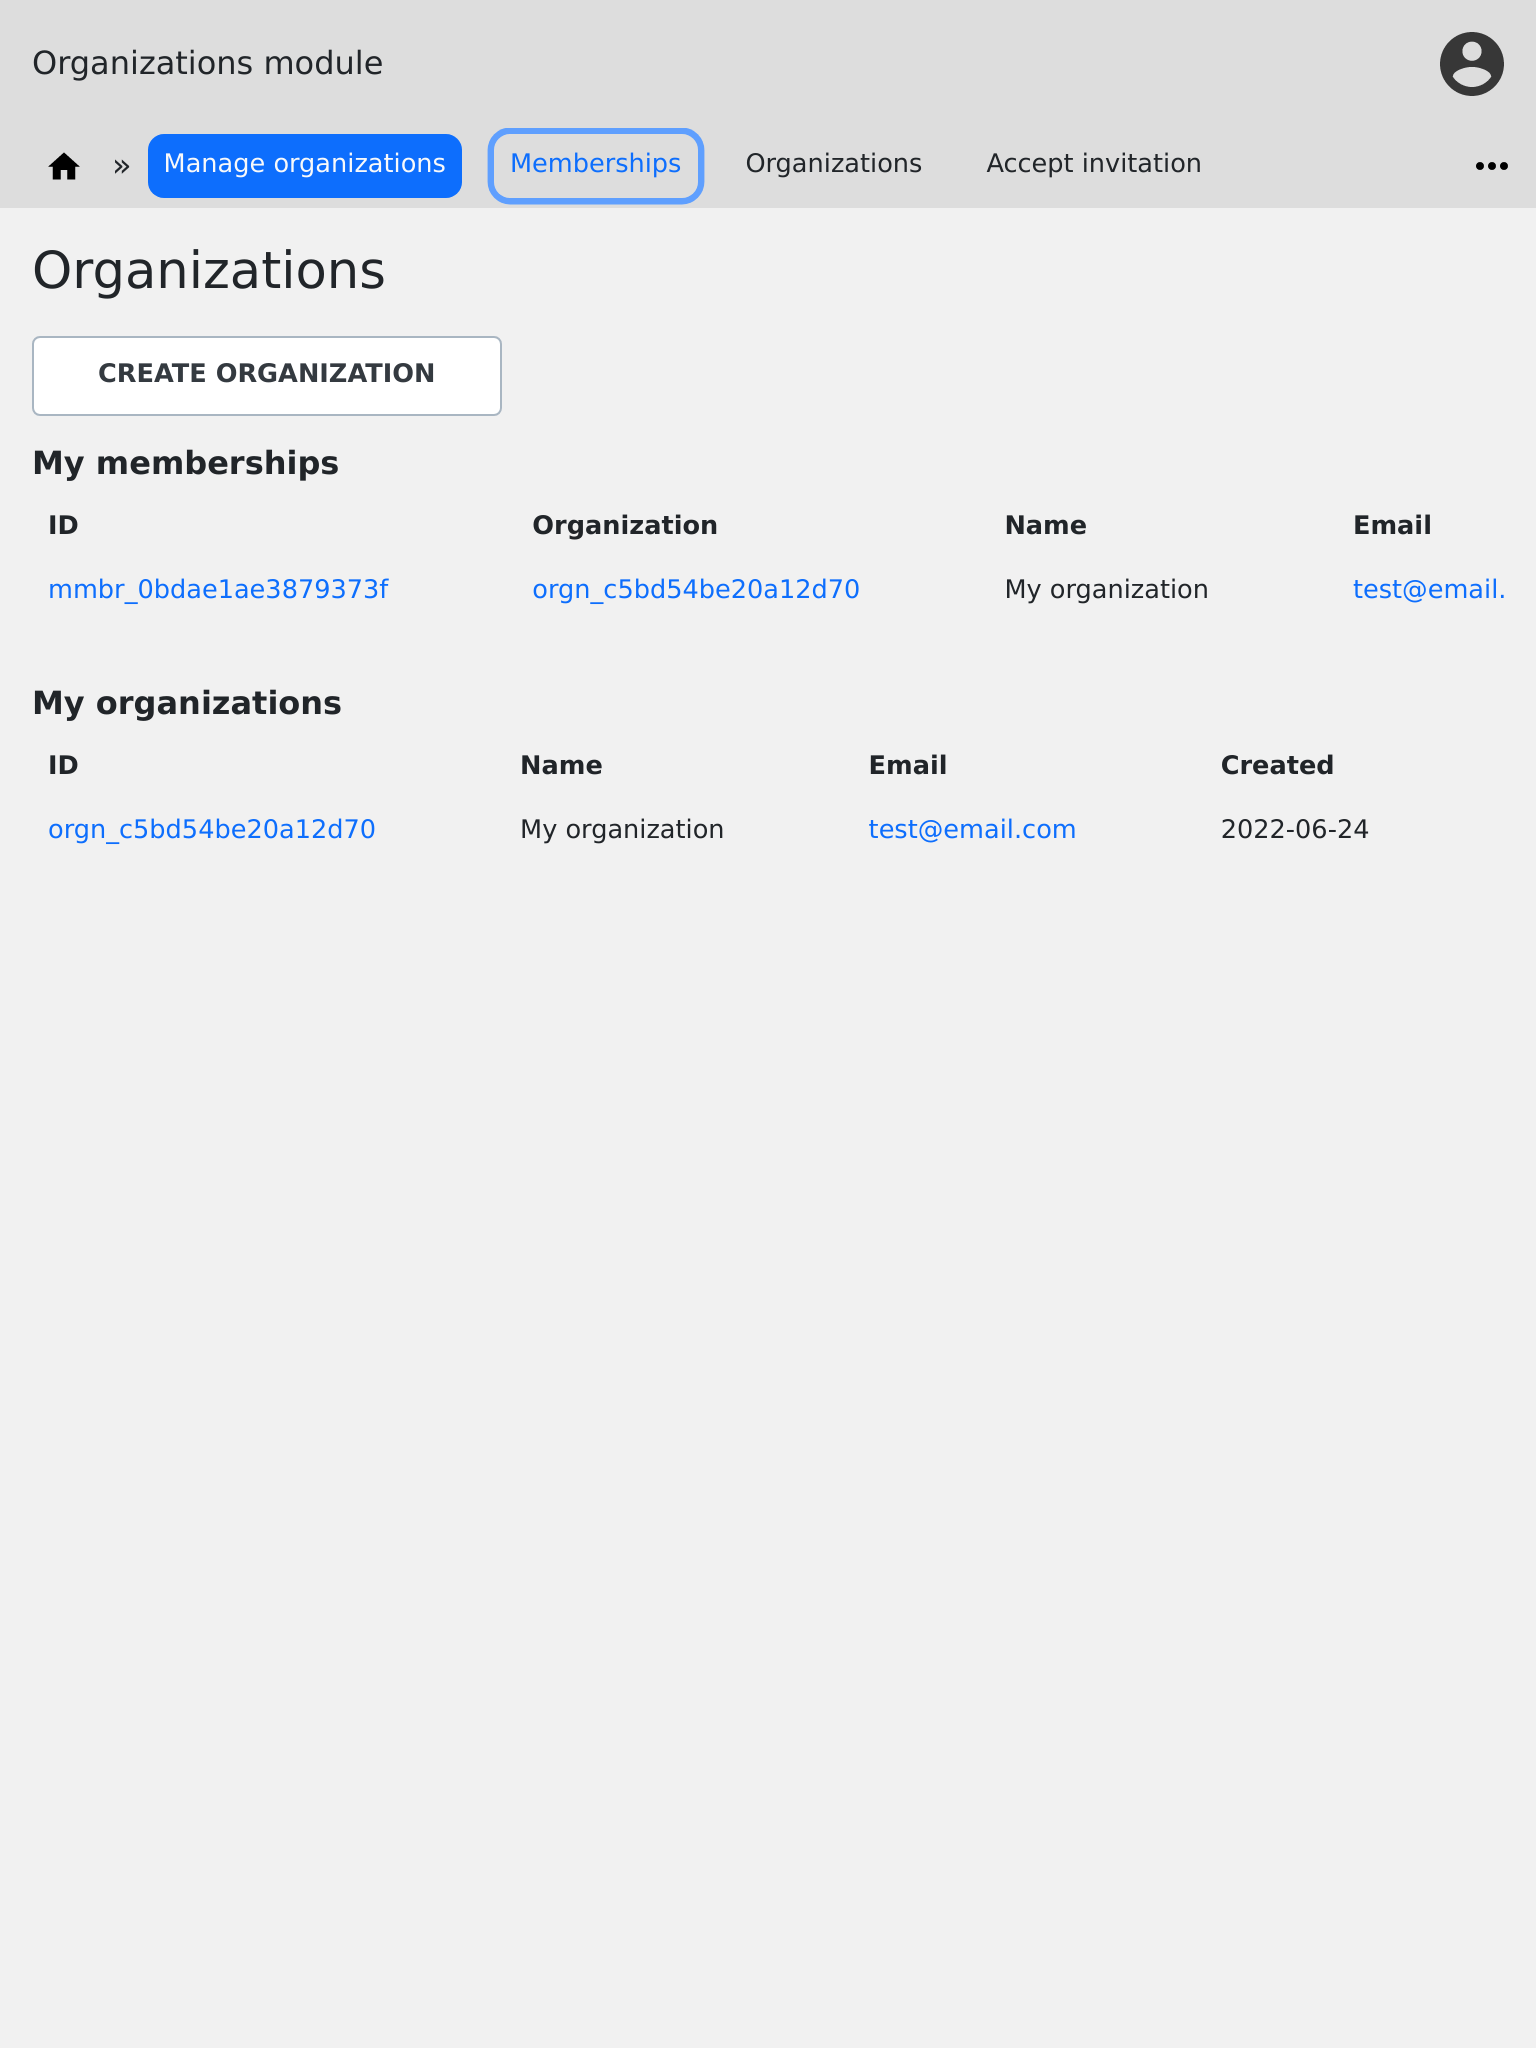 Organizations module
» Manage organizations Memberships Organizations Accept invitation
Organizations
CREATE ORGANIZATION
My memberships
ID Organization Name Email
mmbr_0bdae1ae3879373f orgn_c5bd54be20a12d70 My organization test@email.
My organizations
ID Name Email Created
orgn_c5bd54be20a12d70 My organization test@email.com 2022-06-24